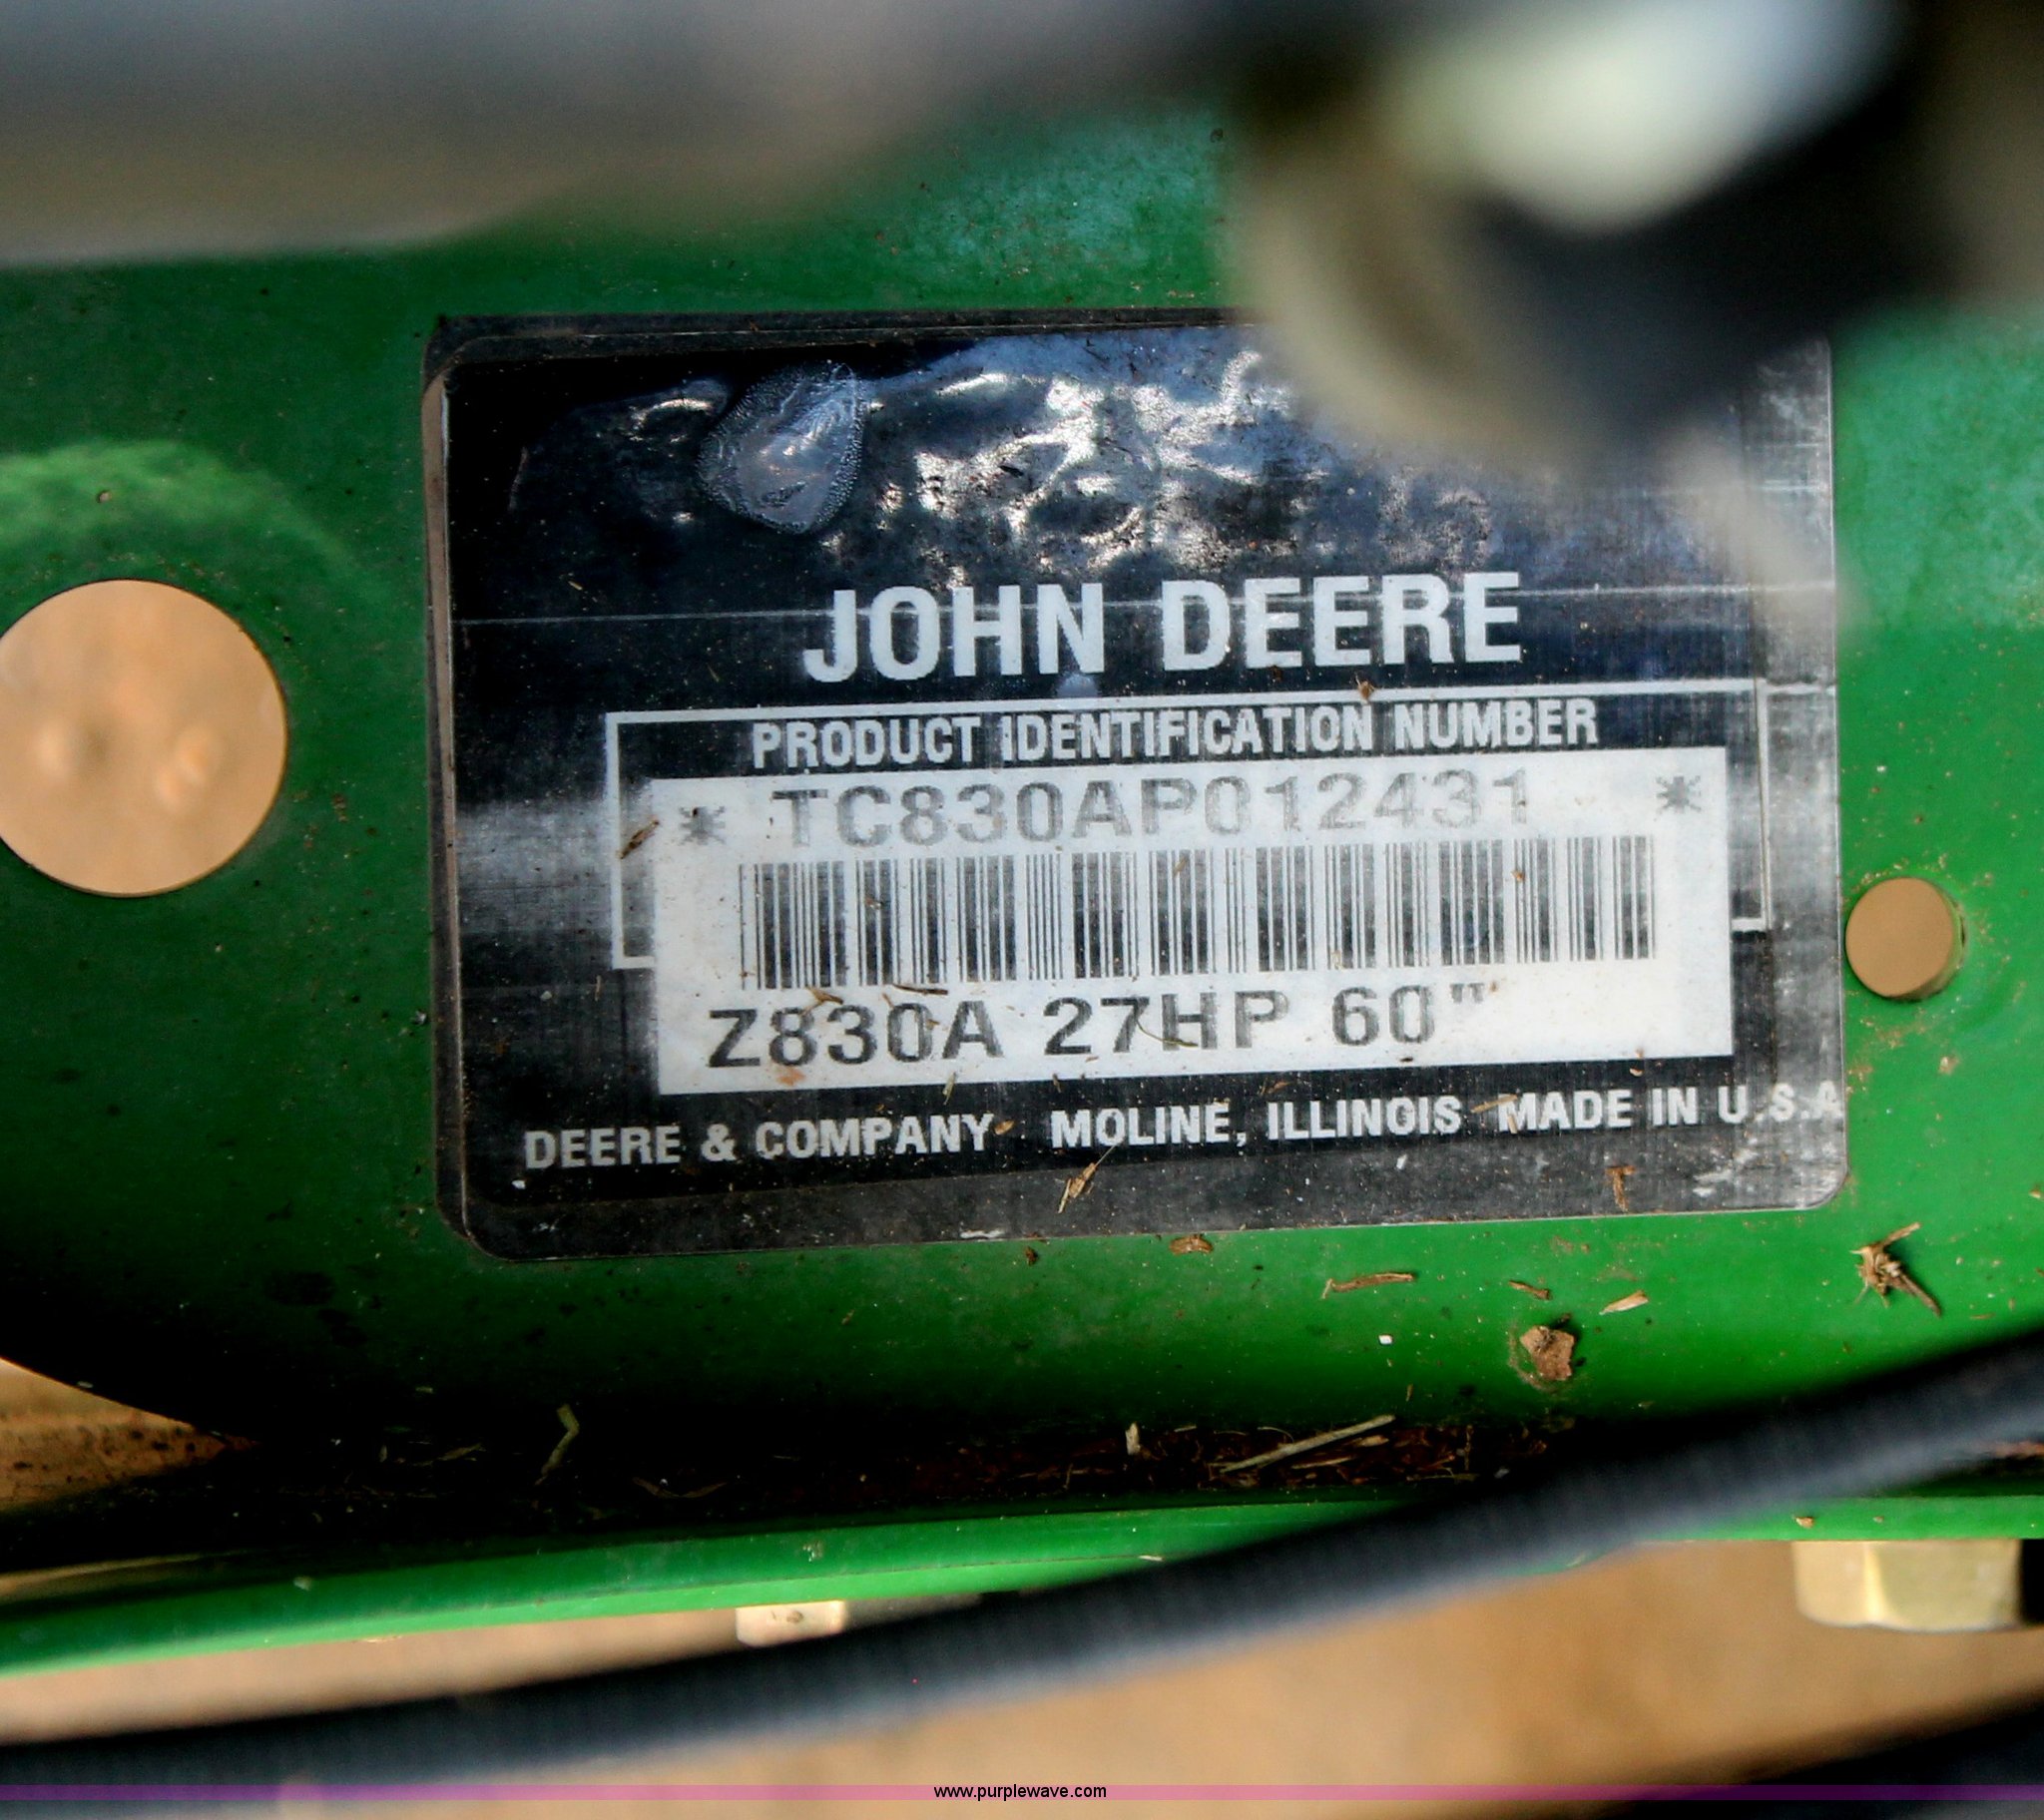 JOHN DEERE
PRODUCT IDENTIFICATION NUMBER
* TC830AP012431 *
Z830A 27HP 60"
DEERE & COMPANY MOLINE, ILLINOIS MADE IN U.S.A
www.purplewave.com